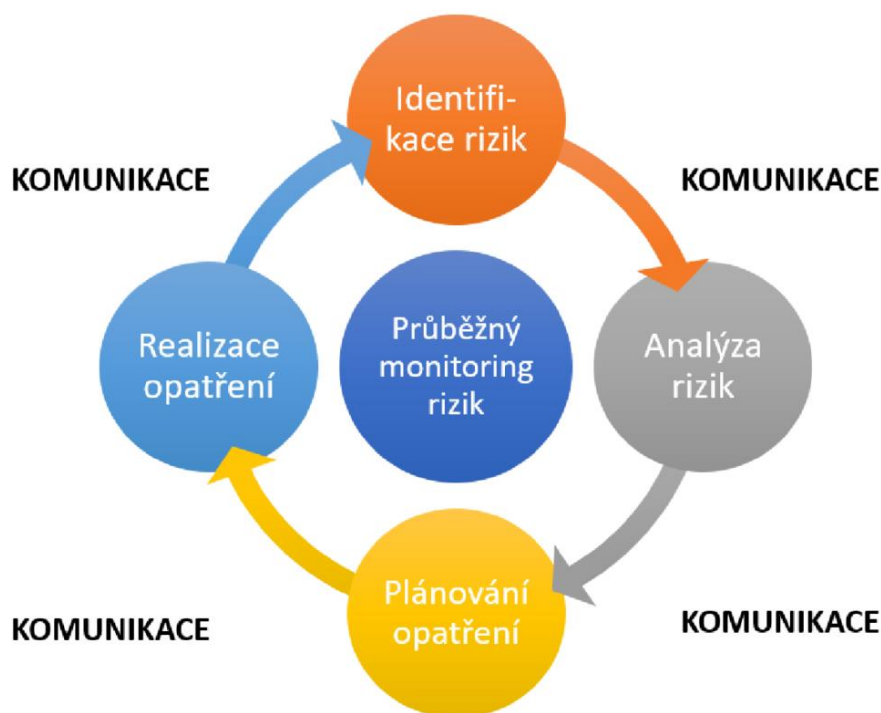 Identifi-
kace rizik
KOMUNIKACE
KOMUNIKACE
Realizace
opatření
Průběžný
monitoring
rizik
Analýza
rizik
Plánování
opatření
KOMUNIKACE
KOMUNIKACE